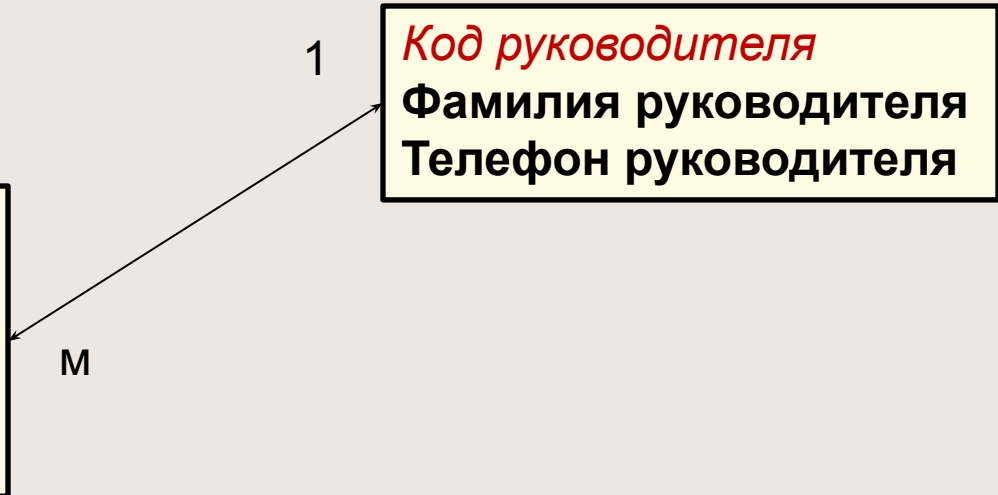 1
Код руководителя
Фамилия руководителя
Телефон руководителя
м